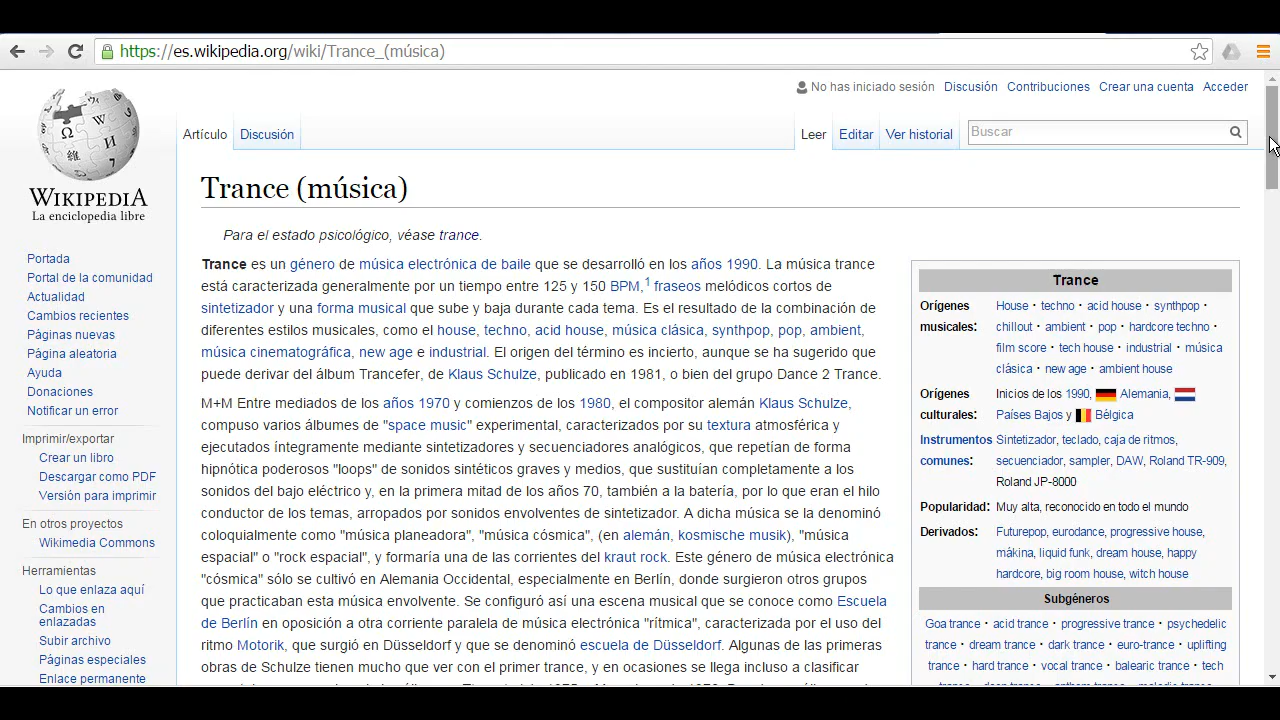 https://es.wikipedia.org/wiki/Trance_(música)
No has iniciado sesión Discusión Contribuciones Crear una cuenta Acceder
Artículo Discusión Leer Editar Ver historial Buscar
WIKIPEDIA
La enciclopedia libre
Portada
Portal de la comunidad
Actualidad
Cambios recientes
Páginas nuevas
Página aleatoria
Ayuda
Donaciones
Notificar un error
Imprimir/exportar
Crear un libro
Descargar como PDF
Versión para imprimir
En otros proyectos
Wikimedia Commons
Herramientas
Lo que enlaza aquí
Cambios en
enlazadas
Subir archivo
Páginas especiales
Enlace permanente
Trance (música)
Para el estado psicológico, véase trance.
Trance es un género de música electrónica de baile que se desarrolló en los años 1990. La música trance
está caracterizada generalmente por un tiempo entre 125 y 150 BPM,1 fraseos melódicos cortos de
sintetizador y una forma musical que sube y baja durante cada tema. Es el resultado de la combinación de
diferentes estilos musicales, como el house, techno, acid house, música clásica, synthpop, pop, ambient,
música cinematográfica, new age e industrial. El origen del término es incierto, aunque se ha sugerido que
puede derivar del álbum Trancefer, de Klaus Schulze, publicado en 1981, o bien del grupo Dance 2 Trance.
M+M Entre mediados de los años 1970 y comienzos de los 1980, el compositor alemán Klaus Schulze,
compuso varios álbumes de "space music" experimental, caracterizados por su textura atmosférica y
ejecutados íntegramente mediante sintetizadores y secuenciadores analógicos, que repetían de forma
hipnótica poderosos "loops" de sonidos sintéticos graves y medios, que sustituían completamente a los
sonidos del bajo eléctrico y, en la primera mitad de los años 70, también a la batería, por lo que eran el hilo
conductor de los temas, arropados por sonidos envolventes de sintetizador. A dicha música se la denominó
coloquialmente como "música planeadora", "música cósmica", (en alemán, kosmische musik), "música
espacial" o "rock espacial", y formaría una de las corrientes del kraut rock. Este género de música electrónica
"cósmica" sólo se cultivó en Alemania Occidental, especialmente en Berlín, donde surgieron otros grupos
que practicaban esta música envolvente. Se configuró así una escena musical que se conoce como Escuela
de Berlín en oposición a otra corriente paralela de música electrónica "rítmica", caracterizada por el uso del
ritmo Motorik, que surgió en Düsseldorf y que se denominó escuela de Düsseldorf. Algunas de las primeras
obras de Schulze tienen mucho que ver con el primer trance, y en ocasiones se llega incluso a clasificar
Trance
Orígenes musicales: House · techno · acid house · synthpop ·
chillout · ambient · pop · hardcore techno ·
film score · tech house · industrial · música
clásica · new age · ambient house
Orígenes culturales: Inicios de los 1990, Alemania,
Países Bajos y Bélgica
Instrumentos comunes: Sintetizador, teclado, caja de ritmos,
secuenciador, sampler, DAW, Roland TR-909,
Roland JP-8000
Popularidad: Muy alta, reconocido en todo el mundo
Derivados: Futurepop, eurodance, progressive house,
mákina, liquid funk, dream house, happy
hardcore, big room house, witch house
Subgéneros
Goa trance · acid trance · progressive trance · psychedelic
trance · dream trance · dark trance · euro-trance · uplifting
trance · hard trance · vocal trance · balearic trance · tech